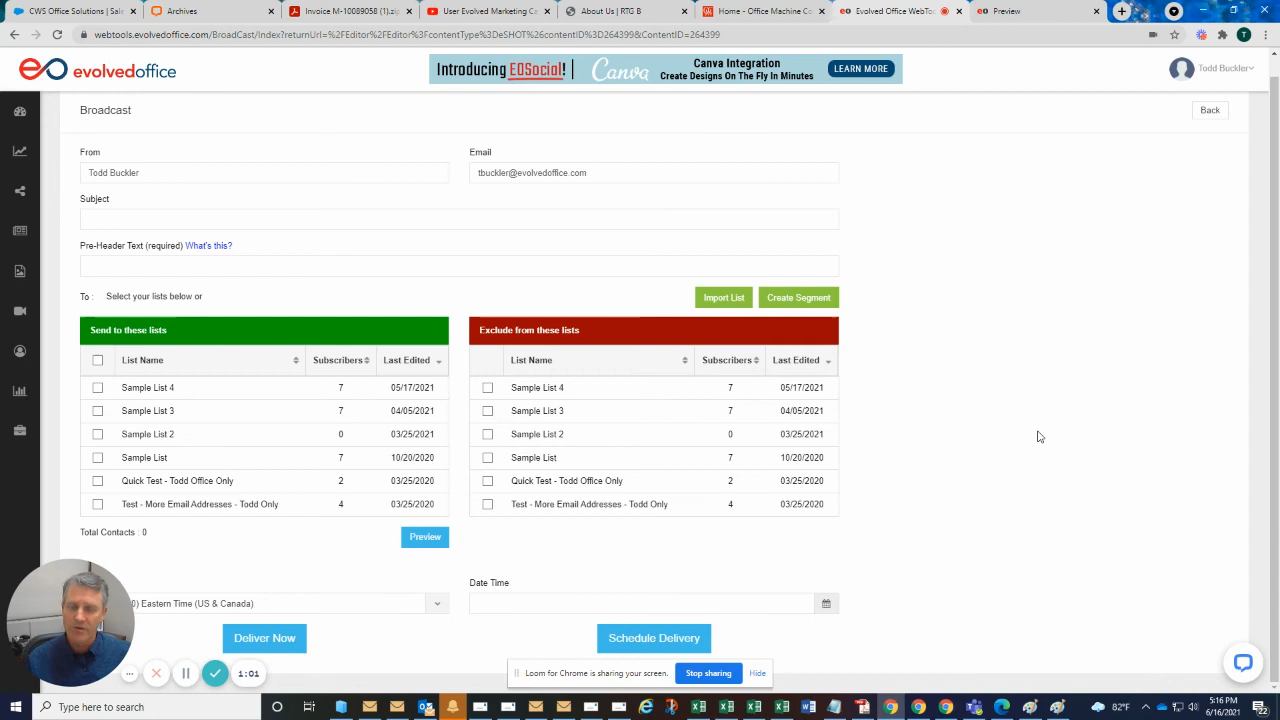 CWS Office Solutions | Sales
Archives
Invoice M-10089058 (1).zip
User Evolved Marketing C
About Us | RTG B
Home - Office Machine Co
Evolved Office WebToo
Preview
webtools.evolvedoffice.com/BroadCast/Index?returnUrl=%2FEditor%2FEditor%3FcontentType%3DeSHOT%26ContentID%3D264399&ContentID=264399
evolvedoffice
Introducing EOSocial!
Canva
Canva Integration
Create Designs On The Fly In Minutes
LEARN MORE
Todd Buckler
Broadcast
Back
From
Email
Todd Buckler
tbuckler@evolvedoffice.com
Subject
Pre-Header Text (required) What's this?
To : Select your lists below or
Import List
Create Segment
Send to these lists
Exclude from these lists
List Name Subscribers Last Edited
List Name Subscribers Last Edited
Sample List 4 7 05/17/2021
Sample List 4 7 05/17/2021
Sample List 3 7 04/05/2021
Sample List 3 7 04/05/2021
Sample List 2 0 03/25/2021
Sample List 2 0 03/25/2021
Sample List 7 10/20/2020
Sample List 7 10/20/2020
Quick Test - Todd Office Only 2 03/25/2020
Quick Test - Todd Office Only 2 03/25/2020
Test - More Email Addresses - Todd Only 4 03/25/2020
Test - More Email Addresses - Todd Only 4 03/25/2020
Total Contacts : 0
Preview
Date Time
0) Eastern Time (US & Canada)
Deliver Now
Schedule Delivery
1:01
Loom for Chrome is sharing your screen.
Stop sharing
Hide
Type here to search
82°F
5:16 PM
6/16/2021
22